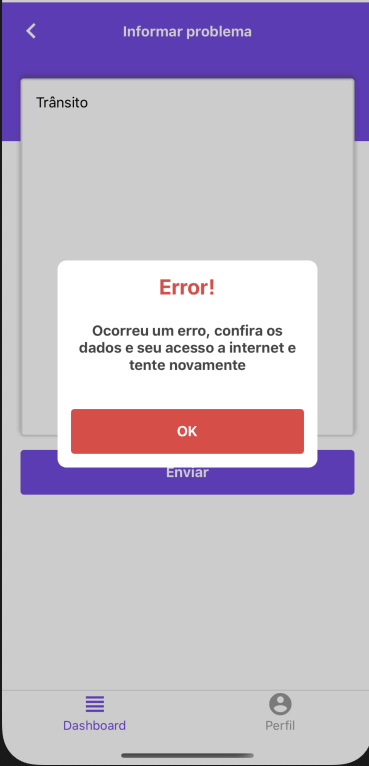 Informar problema
Trânsito
Error!
Ocorreu um erro, confira os
dados e seu acesso a internet e
tente novamente
OK
Enviar
Dashboard
Perfil